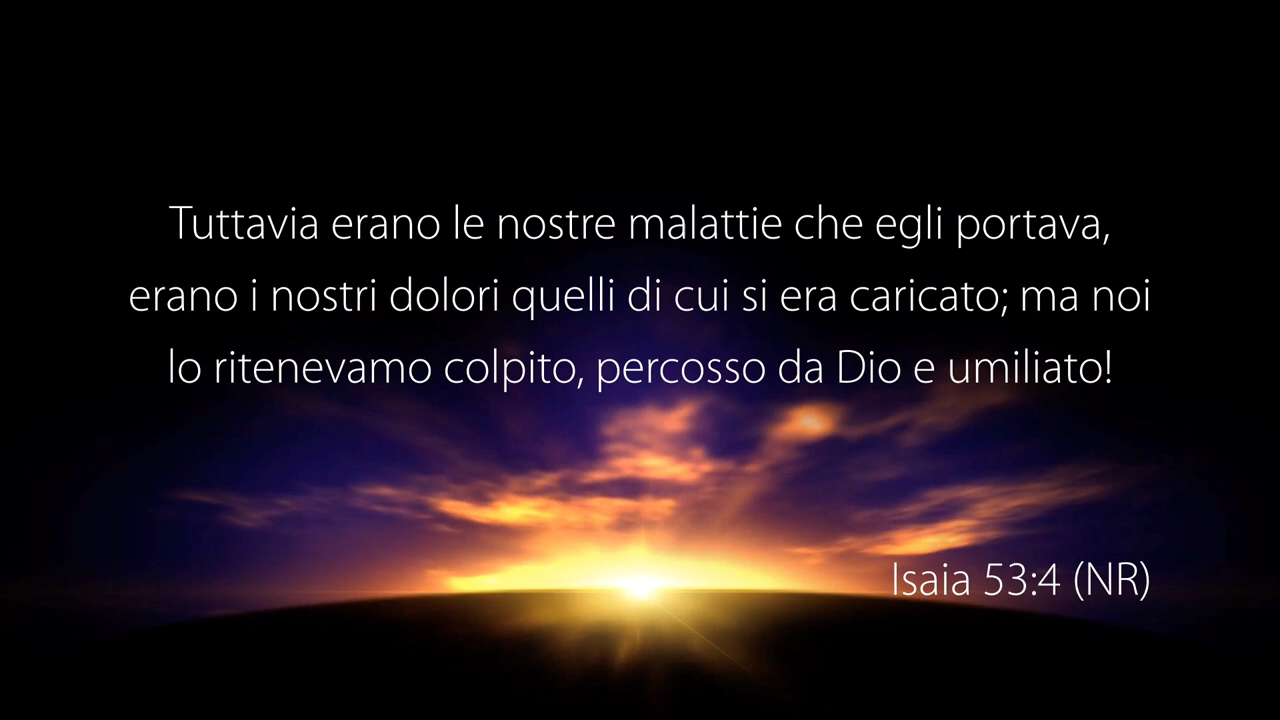 Tuttavia erano le nostre malattie che egli portava,
erano i nostri dolori quelli di cui si era caricato; ma noi
lo ritenevamo colpito, percosso da Dio e umiliato!
Isaia 53:4 (NR)